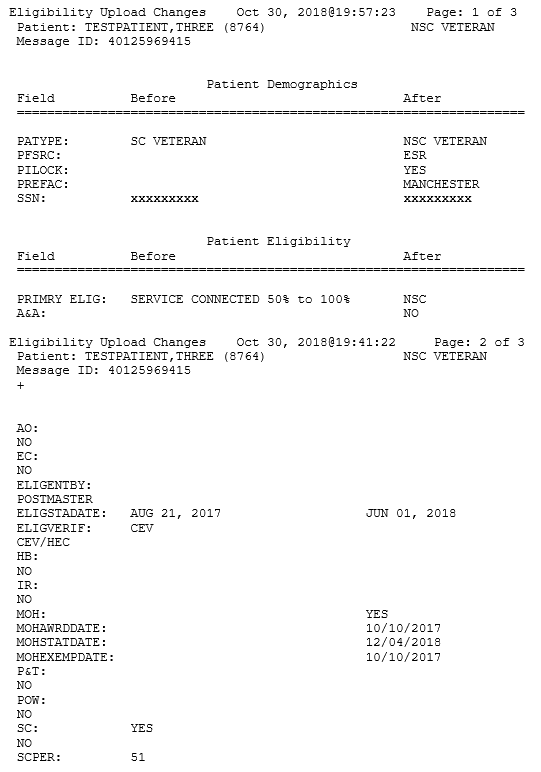 Eligibility Upload Changes    Oct 30, 2018@19:57:23    Page: 1 of 3
Patient: TESTPATIENT,THREE (8764)    NSC VETERAN
Message ID: 40125969415
Patient Demographics
Field    Before    After
======================================================================
PATYPE:    SC VETERAN    NSC VETERAN
PFSRC:    ESR
PILOCK:    YES
PREFAC:    MANCHESTER
SSN:    xxxxxxxxx    xxxxxxxxx
Patient Eligibility
Field    Before    After
======================================================================
PRIMRY ELIG:    SERVICE CONNECTED 50% to 100%    NSC
A&A:    NO
Eligibility Upload Changes    Oct 30, 2018@19:41:22    Page: 2 of 3
Patient: TESTPATIENT,THREE (8764)    NSC VETERAN
Message ID: 40125969415
+
AO:
NO
EC:
NO
ELIGENTBY:
POSTMASTER
ELIGSTADATE:    AUG 21, 2017    JUN 01, 2018
ELIGVERIF:    CEV
CEV/HEC
HB:
NO
IR:
NO
MOH:    YES
MOHAWRDDATE:    10/10/2017
MOHSTATDATE:    12/04/2018
MOHEXEMPDATE:    10/10/2017
P&T:
NO
POW:
NO
SC:    YES
NO
SCPER:    51